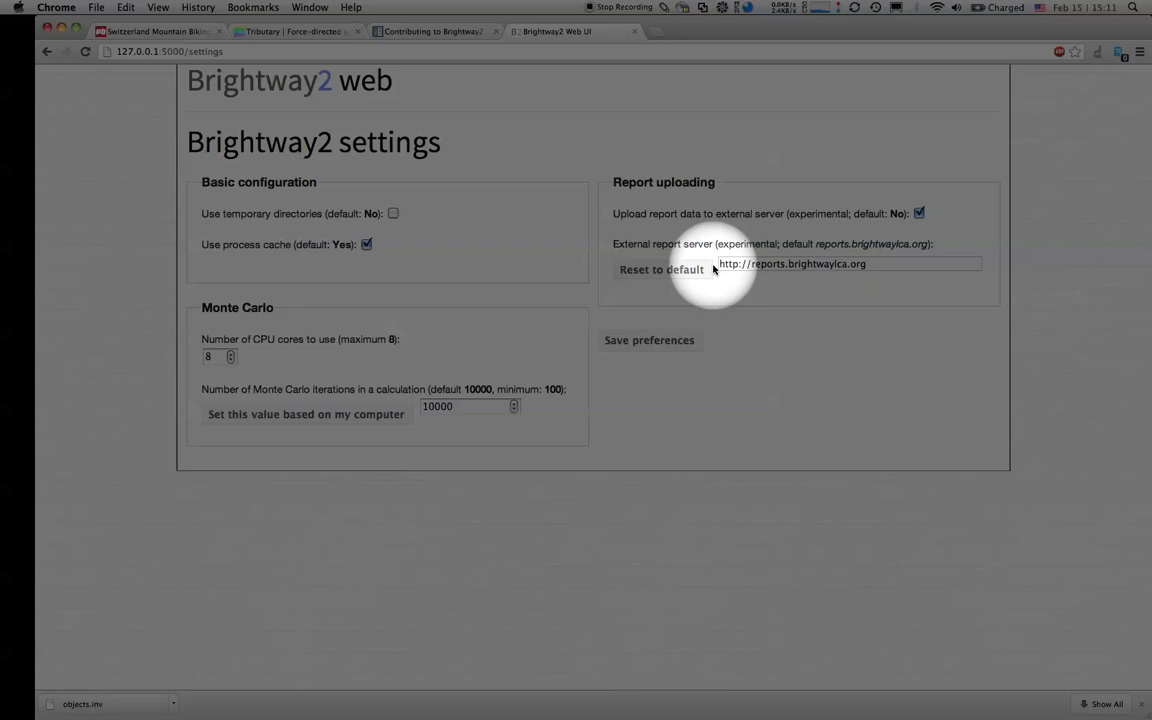 Chrome File Edit View History Bookmarks Window Help Stop Recording 0.0KB/s 2.4KB/s Charged Feb 15 15:11
Switzerland Mountain Biking Tributary | Force-directed s Contributing to Brightway2 Brightway2 Web UI
127.0.0.1:5000/settings
Brightway2 web
Brightway2 settings
Basic configuration
Use temporary directories (default: No):
Use process cache (default: Yes):
Report uploading
Upload report data to external server (experimental; default: No):
External report server (experimental; default reports.brightwaylca.org):
Reset to default http://reports.brightwaylca.org
Monte Carlo
Number of CPU cores to use (maximum 8):
8
Number of Monte Carlo iterations in a calculation (default 10000, minimum: 100):
Set this value based on my computer 10000
Save preferences
objects.inv Show All